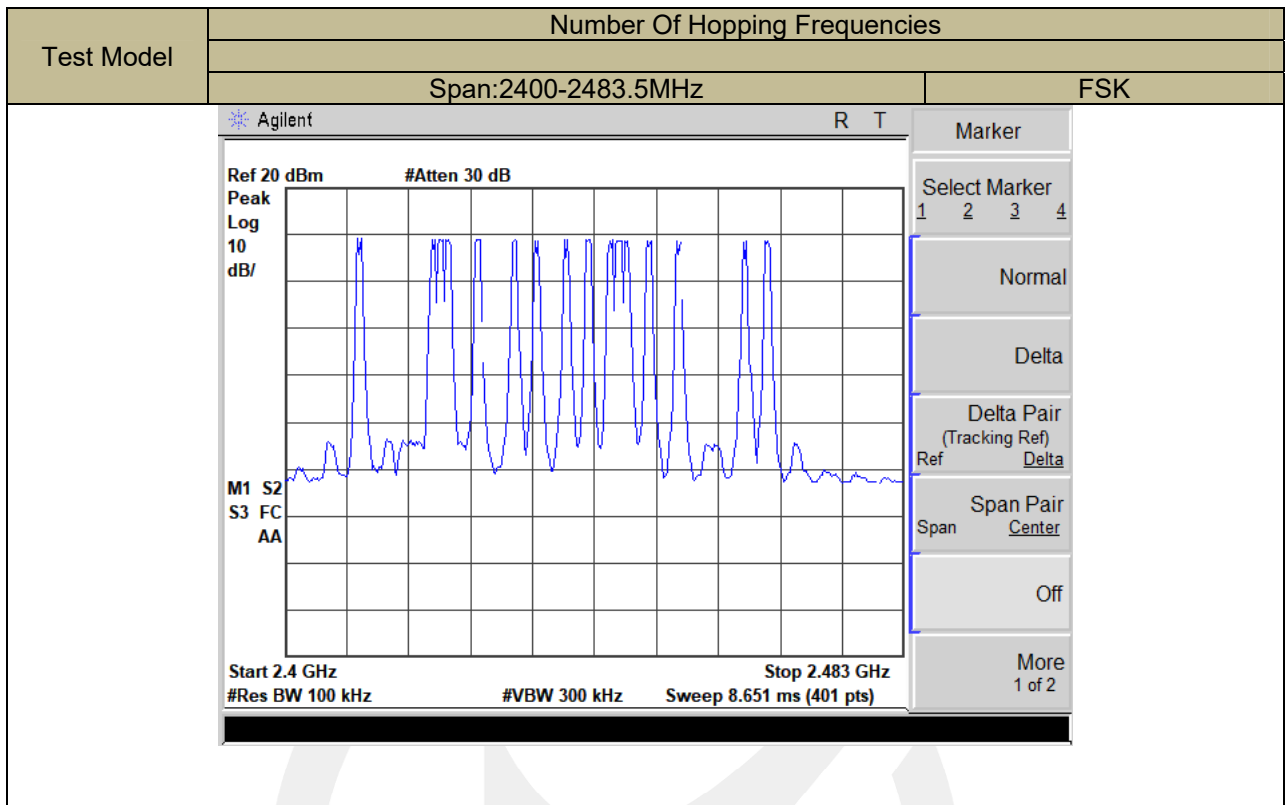 Number Of Hopping Frequencies
Test Model
Span:2400-2483.5MHz FSK
Agilent R T
Marker
Ref 20 dBm #Atten 30 dB
Peak
Log
10
dB/
M1 S2
S3 FC
AA
Start 2.4 GHz Stop 2.483 GHz
#Res BW 100 kHz #VBW 300 kHz Sweep 8.651 ms (401 pts)
Select Marker
1 2 3 4
Normal
Delta
Delta Pair
(Tracking Ref)
Ref Delta
Span Pair
Span Center
Off
More
1 of 2